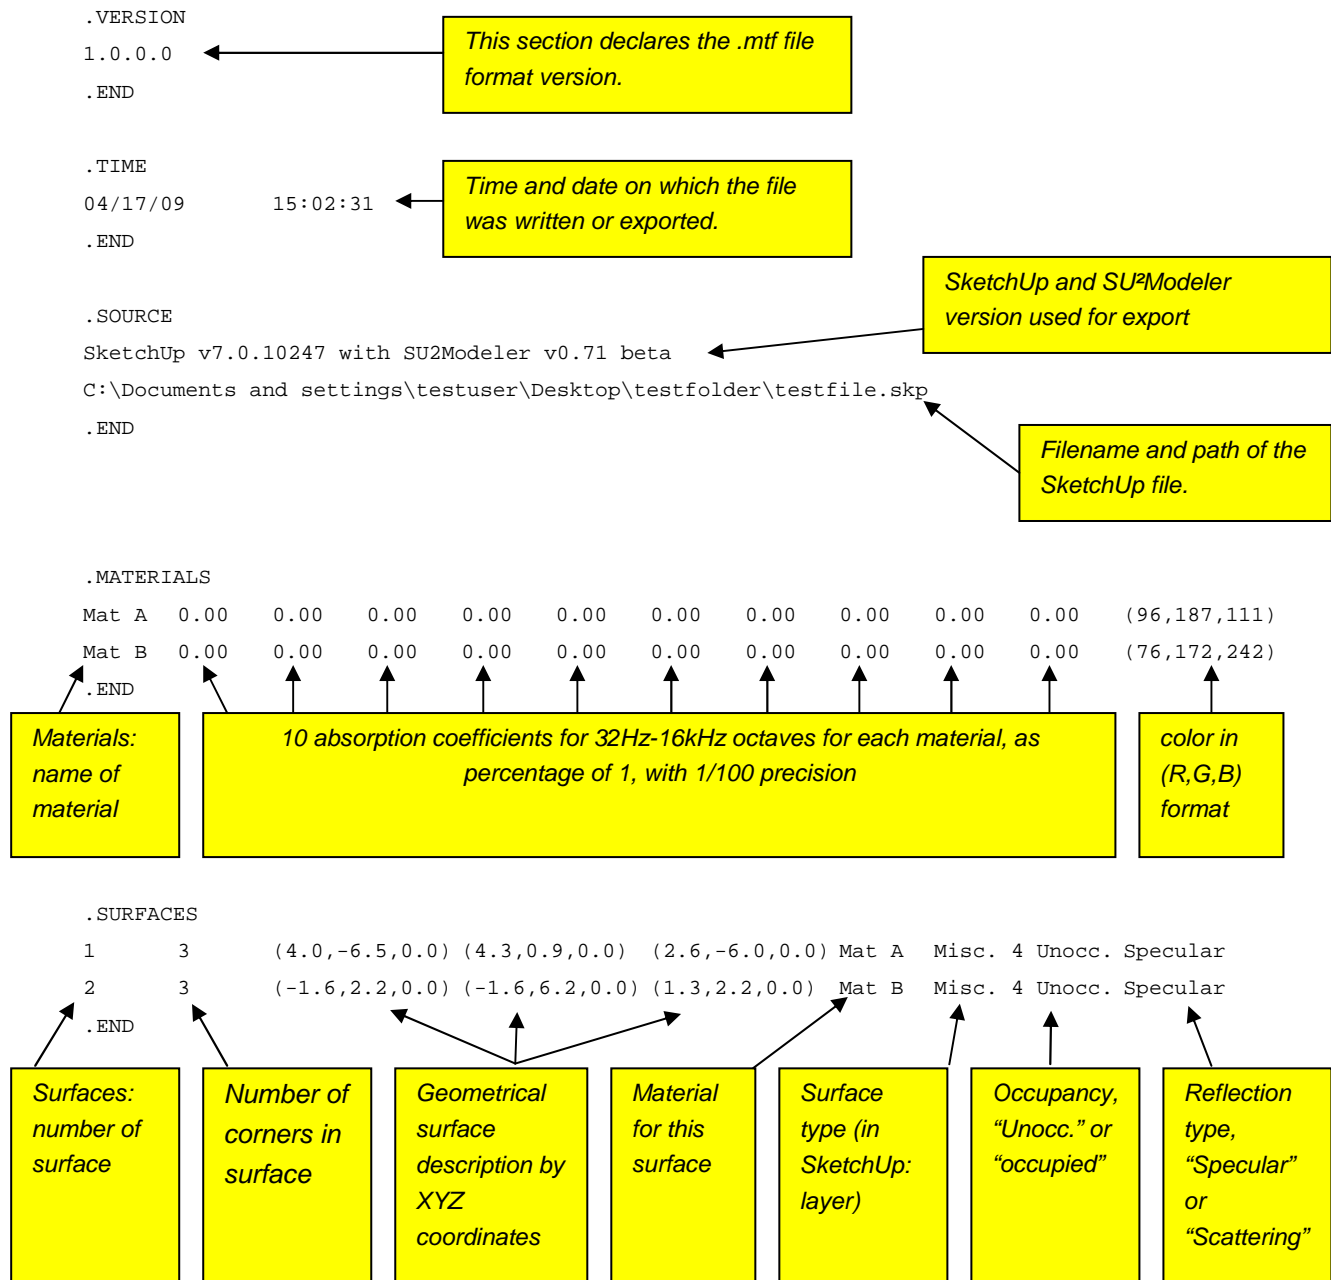 .VERSION
1.0.0.0
.END
This section declares the .mtf file
format version.
.TIME
04/17/09 15:02:31
.END
Time and date on which the file
was written or exported.
.SOURCE
SketchUp v7.0.10247 with SU2Modeler v0.71 beta
C:\Documents and settings\testuser\Desktop\testfolder\testfile.skp
.END
SketchUp and SU²Modeler
version used for export
Filename and path of the
SketchUp file.
.MATERIALS
Mat A 0.00 0.00 0.00 0.00 0.00 0.00 0.00 0.00 0.00 0.00 (96,187,111)
Mat B 0.00 0.00 0.00 0.00 0.00 0.00 0.00 0.00 0.00 0.00 (76,172,242)
.END
Materials:
name of
material
10 absorption coefficients for 32Hz-16kHz octaves for each material, as
percentage of 1, with 1/100 precision
color in
(R,G,B)
format
.SURFACES
1 3 (4.0,-6.5,0.0) (4.3,0.9,0.0) (2.6,-6.0,0.0) Mat A Misc. 4 Unocc. Specular
2 3 (-1.6,2.2,0.0) (-1.6,6.2,0.0) (1.3,2.2,0.0) Mat B Misc. 4 Unocc. Specular
.END
Surfaces:
number of
surface
Number of
corners in
surface
Geometrical
surface
description by
XYZ
coordinates
Material
for this
surface
Surface
type (in
SketchUp:
layer)
Occupancy,
“Unocc.” or
“occupied”
Reflection
type,
“Specular”
or
“Scattering”